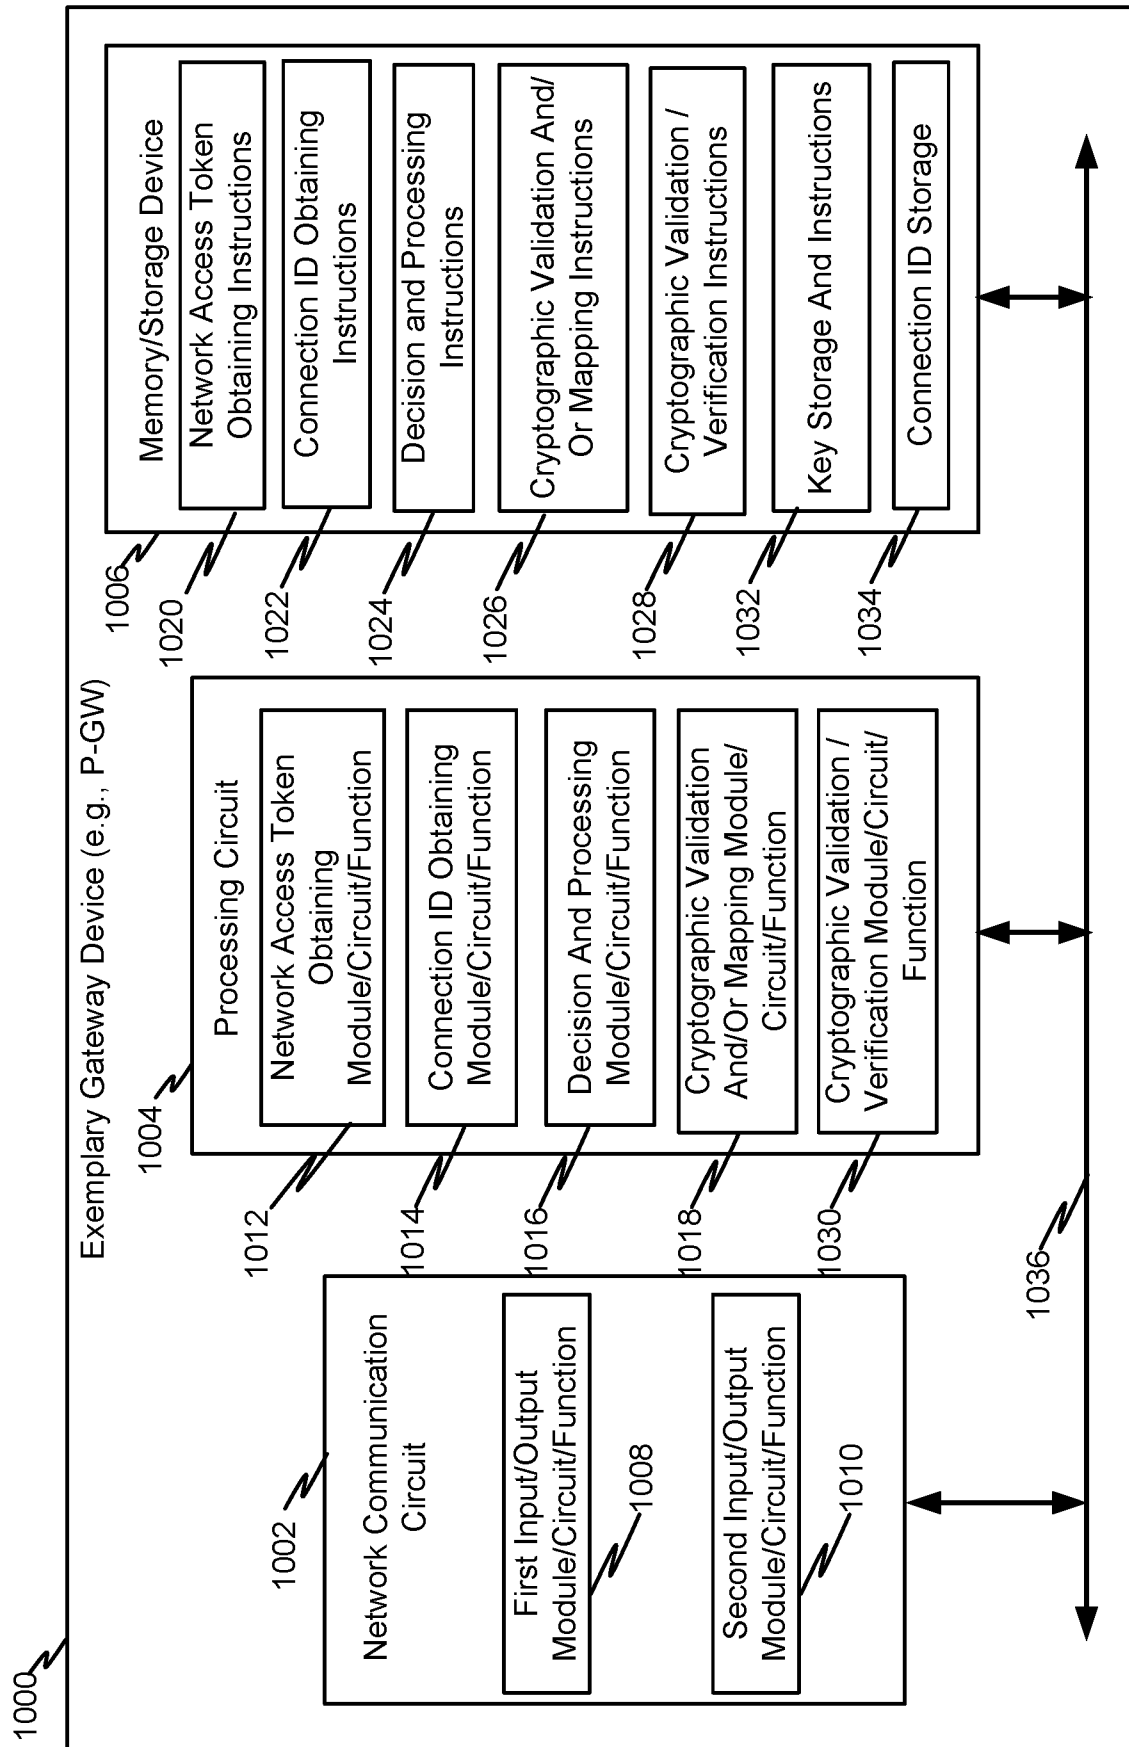 1000
Exemplary Gateway Device (e.g., P-GW)
1002
Network Communication
Circuit
First Input/Output
Module/Circuit/Function
1008
Second Input/Output
Module/Circuit/Function
1010
1004
Processing Circuit
1012
Network Access Token
Obtaining
Module/Circuit/Function
1014
Connection ID Obtaining
Module/Circuit/Function
1016
Decision And Processing
Module/Circuit/Function
1018
Cryptographic Validation
And/Or Mapping Module/
Circuit/Function
1030
Cryptographic Validation /
Verification Module/Circuit/
Function
1006
Memory/Storage Device
1020
Network Access Token
Obtaining Instructions
1022
Connection ID Obtaining
Instructions
1024
Decision and Processing
Instructions
1026
Cryptographic Validation And/
Or Mapping Instructions
1028
Cryptographic Validation /
Verification Instructions
1032
Key Storage And Instructions
1034
Connection ID Storage
1036